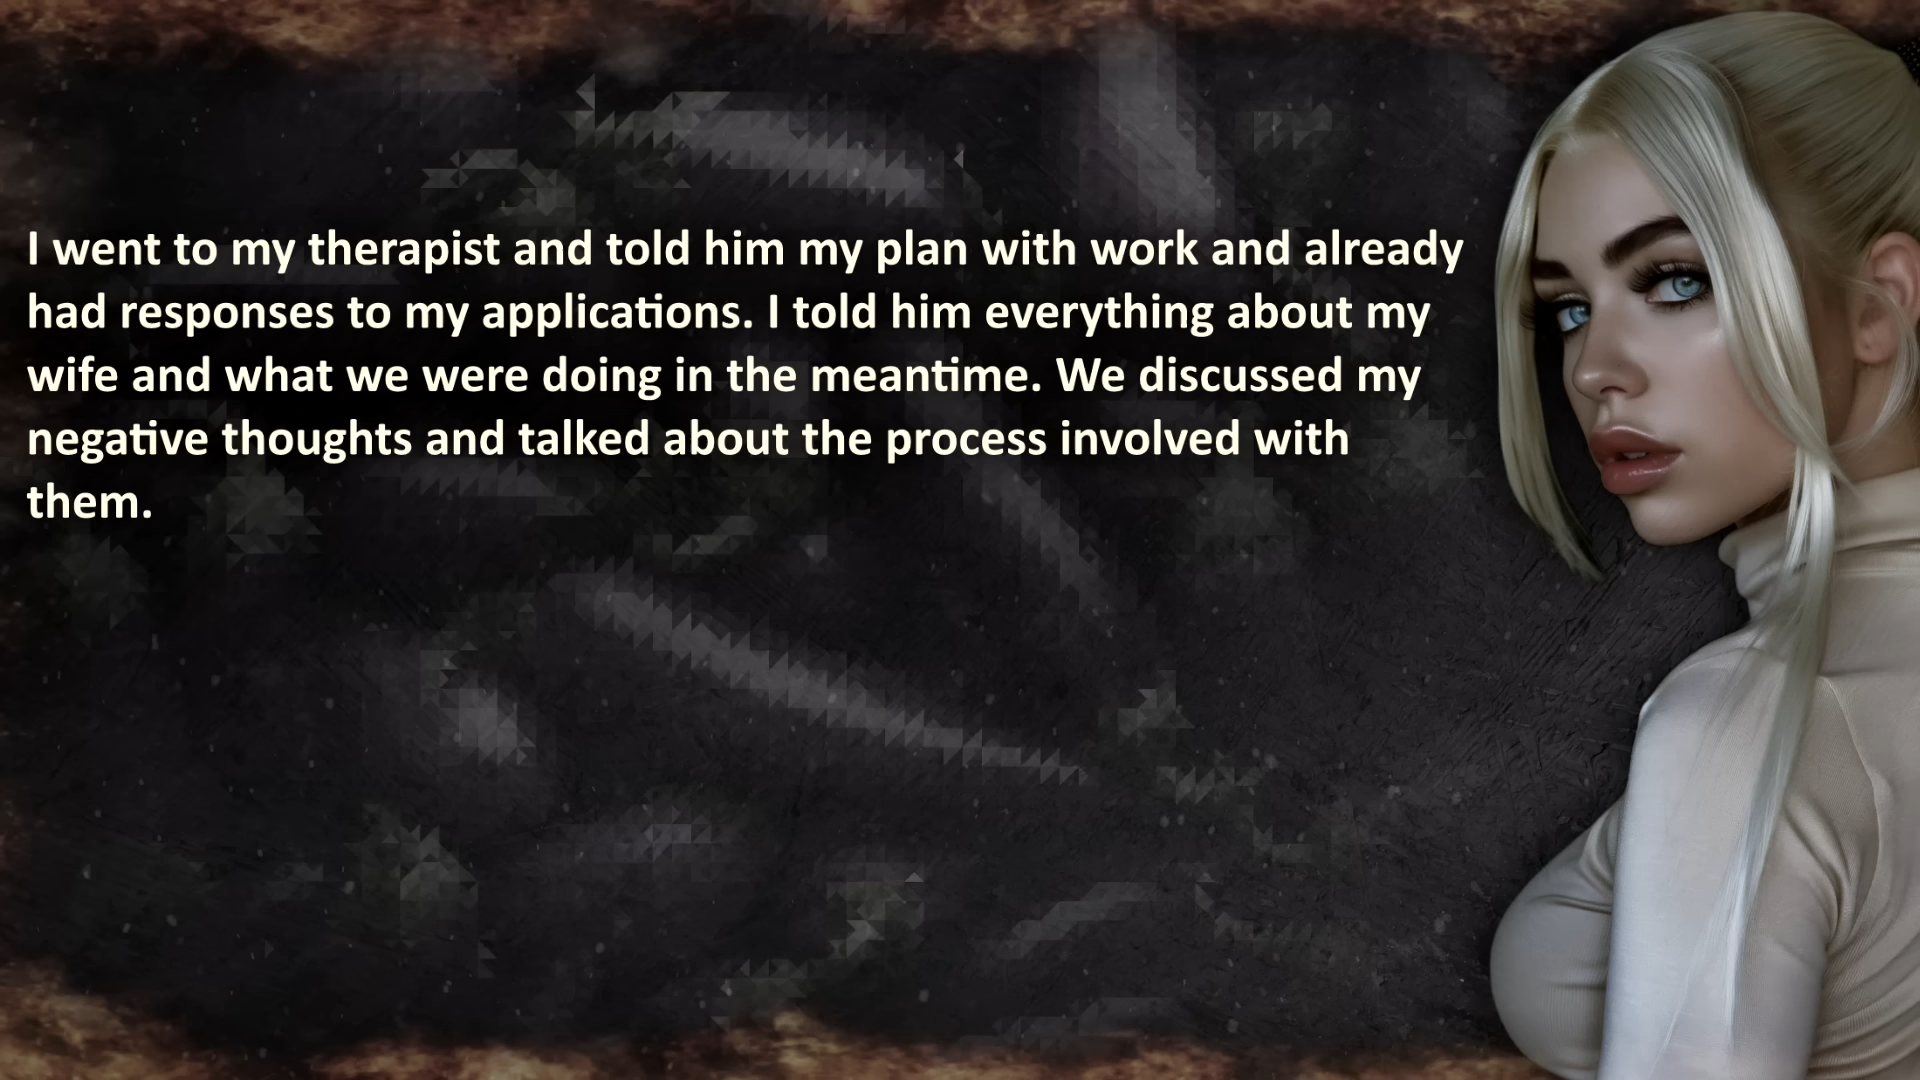 I went to my therapist and told him my plan with work and already
had responses to my applications. I told him everything about my
wife and what we were doing in the meantime. We discussed my
negative thoughts and talked about the process involved with
them.